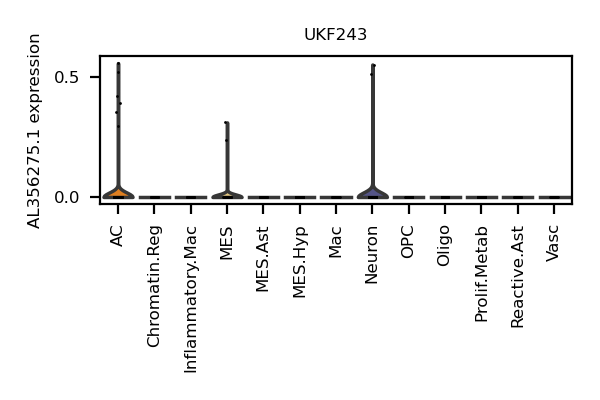 UKF243
AL356275.1 expression
0.5
0.0
AC
Chromatin.Reg
Inflammatory.Mac
MES
MES.Ast
MES.Hyp
Mac
Neuron
OPC
Oligo
Prolif.Metab
Reactive.Ast
Vasc